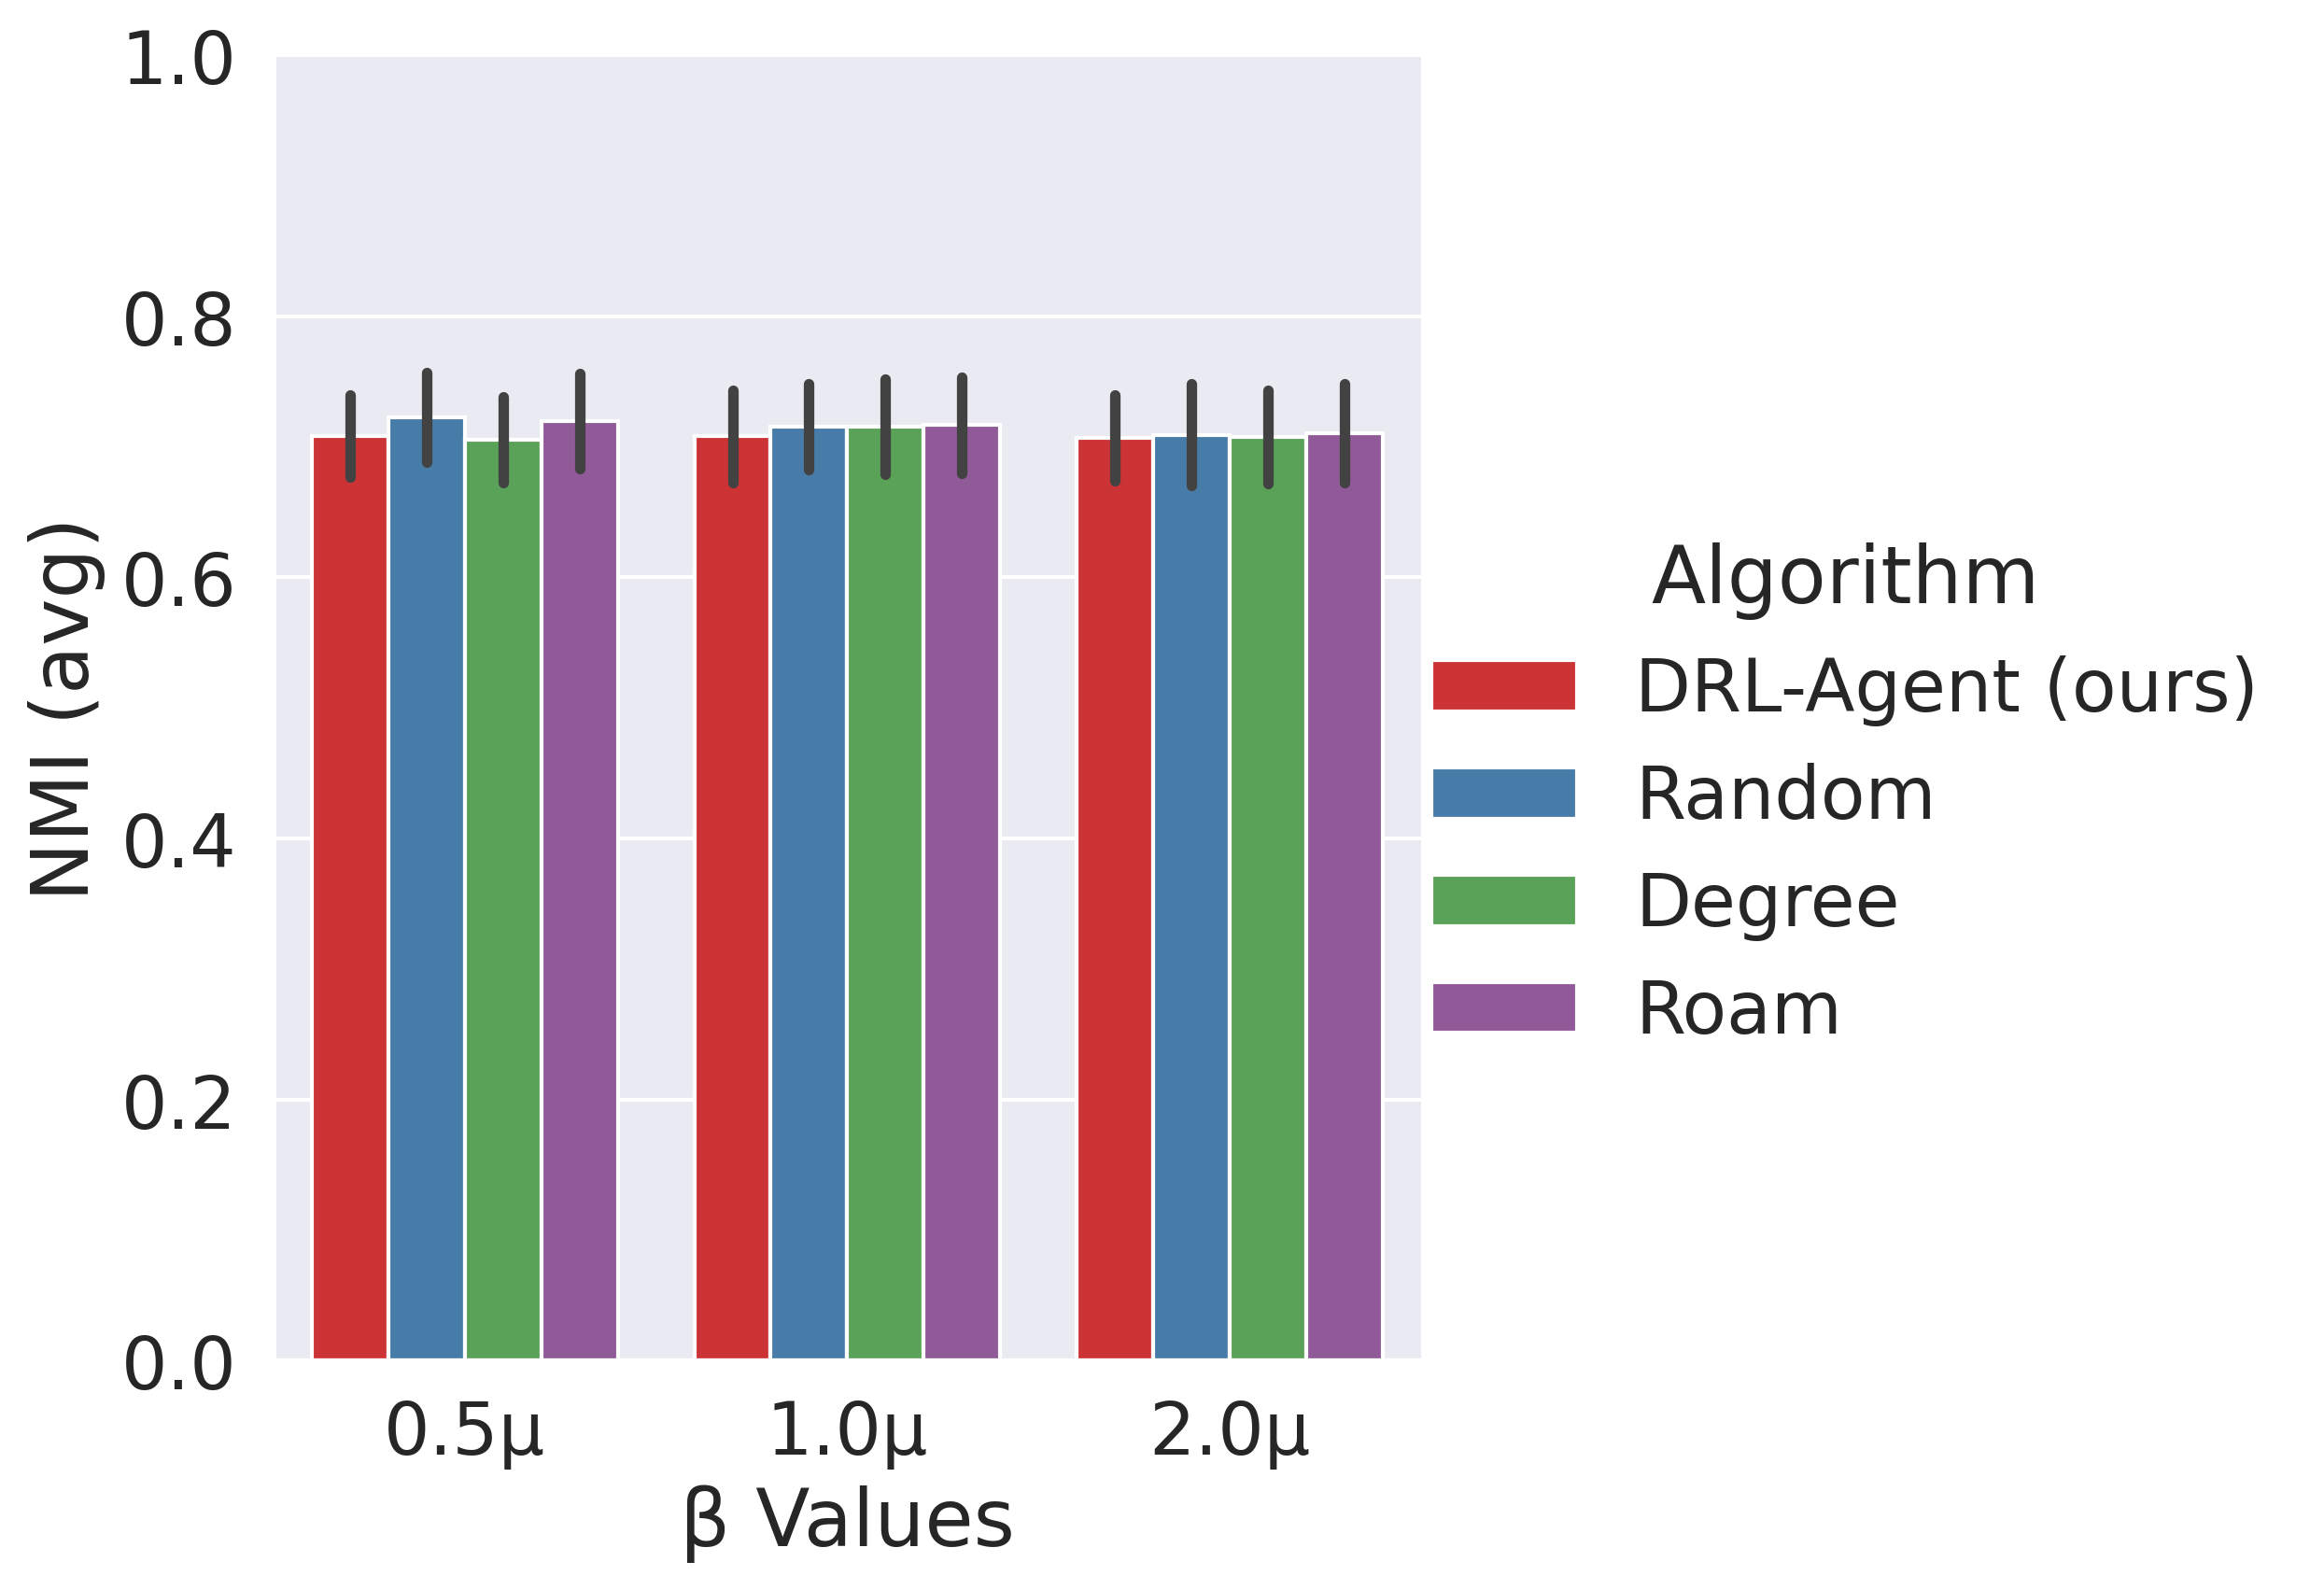 1.0
0.8
0.6
0.4
0.2
0.0
NMI (avg)
0.5μ
1.0μ
2.0μ
β Values
Algorithm
DRL-Agent (ours)
Random
Degree
Roam